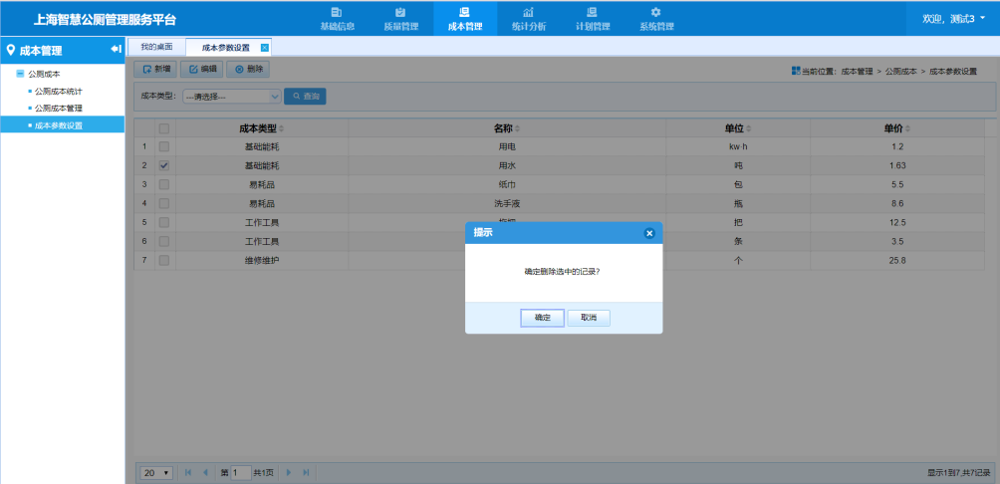 上海智慧公厕管理服务平台
基础信息 质量管理 成本管理 统计分析 计划管理 系统管理
欢迎, 测试3
成本管理
我的桌面 成本参数设置
公厕成本
公厕成本统计
公厕成本管理
成本参数设置
新增 编辑 删除
当前位置: 成本管理 > 公厕成本 > 成本参数设置
成本类型: ---请选择--- 查询
成本类型 名称 单位 单价
1 基础能耗 用电 kw·h 1.2
2 基础能耗 用水 吨 1.63
3 易耗品 纸巾 包 5.5
4 易耗品 洗手液 瓶 8.6
5 工作工具 把 12.5
6 工作工具 条 3.5
7 维修维护 个 25.8
提示
确定删除选中的记录?
确定 取消
20 第 1 共1页
显示1到7,共7记录